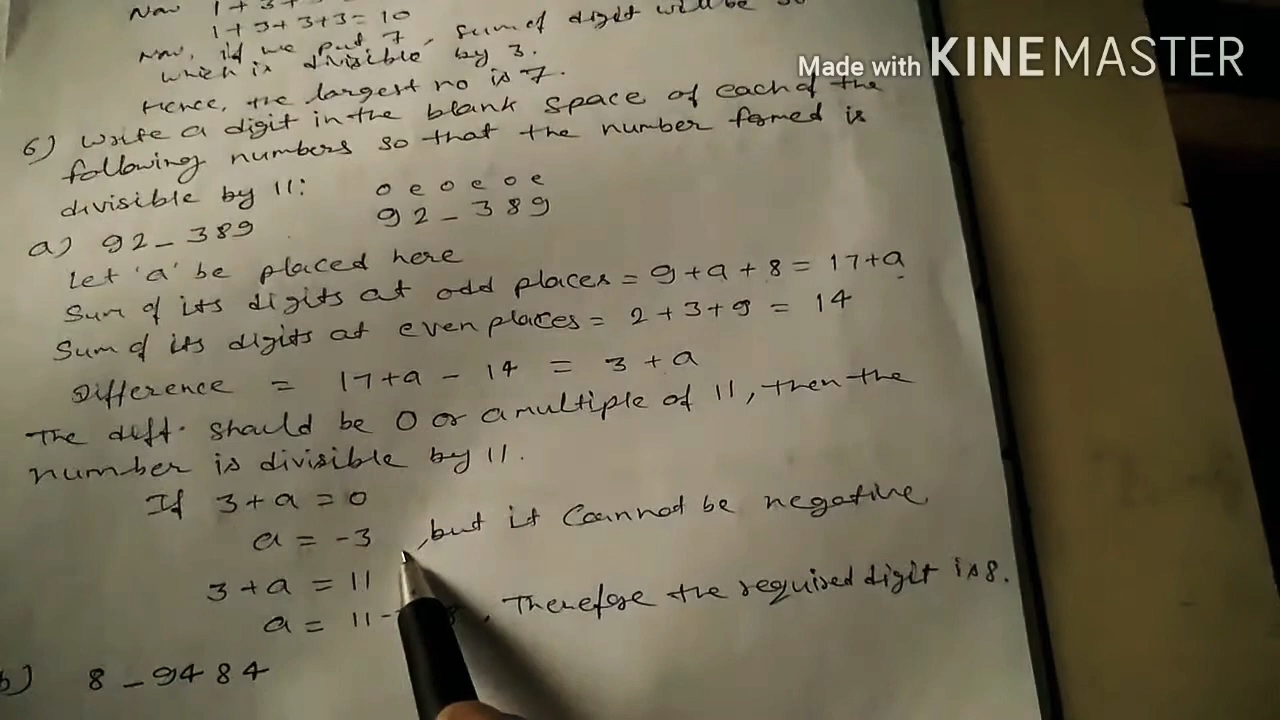 Now 1+3+
1+3+3+3=10
Now, if we put 7, sum of digit will be
which is divisible by 3.
Hence, the largest no is 7.
Made with KINEMASTER
6) Write a digit in the blank space of each of the
following numbers so that the number formed is
divisible by 11:
o e o e o e
a) 92_389 92_389
Let 'a' be placed here
Sum of its digits at odd places = 9+a+8 = 17+a
Sum of its digits at even places = 2+3+9 = 14
Difference = 17+a - 14 = 3+a
The diff. should be 0 or a multiple of 11, then the
number is divisible by 11.
If 3+a = 0
a = -3, but it cannot be negative
3+a = 11
a = 11- 8, Therefore the required digit is 8.
b) 8_9484